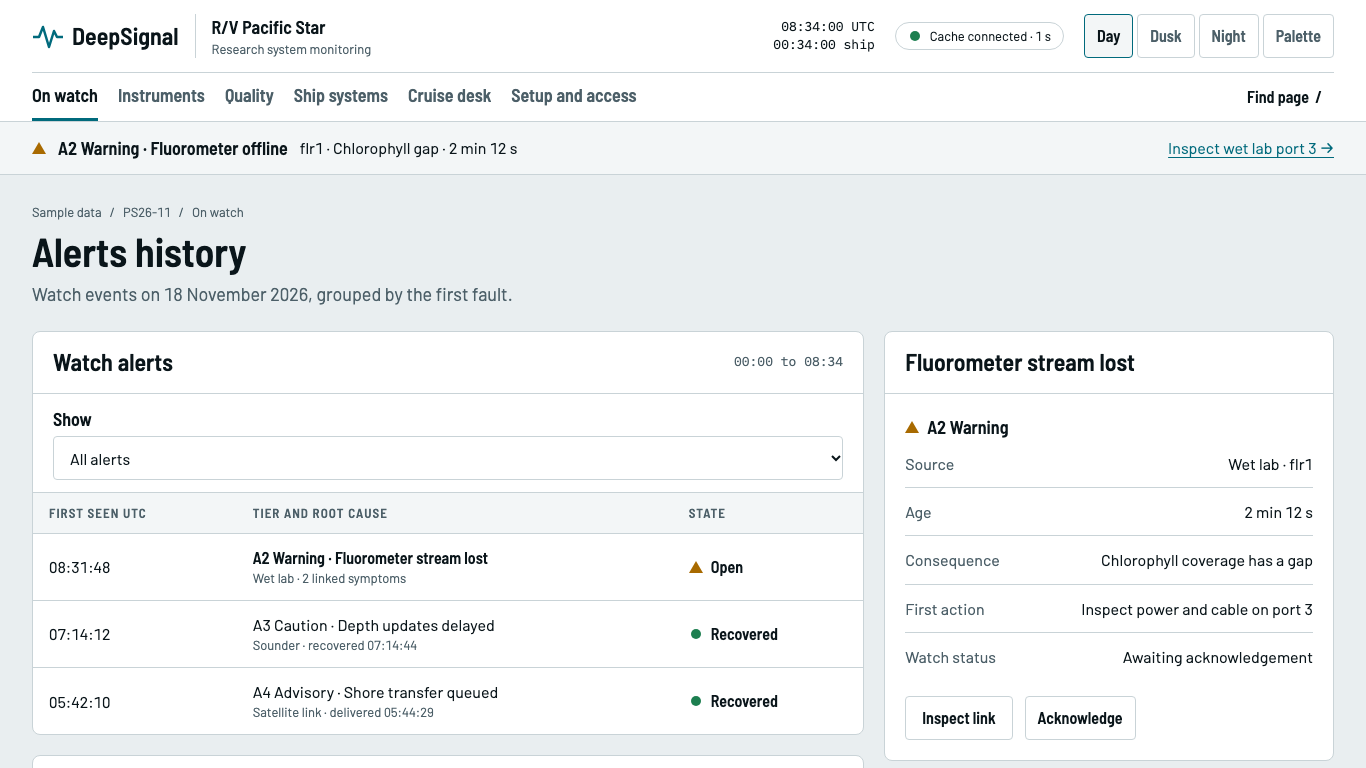 DeepSignal
R/V Pacific Star
Research system monitoring
08:34:00 UTC
00:34:00 ship
Cache connected · 1 s
Day
Dusk
Night
Palette
On watch
Instruments
Quality
Ship systems
Cruise desk
Setup and access
Find page /
A2 Warning · Fluorometer offline
flr1 · Chlorophyll gap · 2 min 12 s
Inspect wet lab port 3 →
Sample data / PS26-11 / On watch
Alerts history
Watch events on 18 November 2026, grouped by the first fault.
Watch alerts
00:00 to 08:34
Show
All alerts
FIRST SEEN UTC
TIER AND ROOT CAUSE
STATE
08:31:48
A2 Warning · Fluorometer stream lost
Wet lab · 2 linked symptoms
Open
07:14:12
A3 Caution · Depth updates delayed
Sounder · recovered 07:14:44
Recovered
05:42:10
A4 Advisory · Shore transfer queued
Satellite link · delivered 05:44:29
Recovered
Fluorometer stream lost
A2 Warning
Source
Wet lab · flr1
Age
2 min 12 s
Consequence
Chlorophyll coverage has a gap
First action
Inspect power and cable on port 3
Watch status
Awaiting acknowledgement
Inspect link
Acknowledge